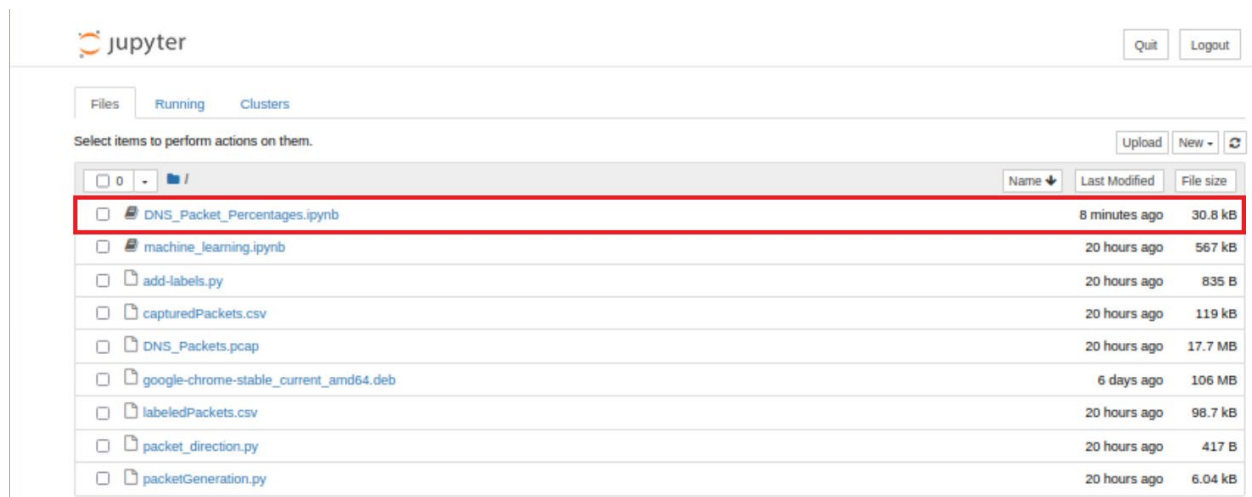 jupyter Quit Logout
Files Running Clusters
Select items to perform actions on them. Upload New
0 / Name Last Modified File size
DNS_Packet_Percentages.ipynb 8 minutes ago 30.8 kB
machine_learning.ipynb 20 hours ago 567 kB
add-labels.py 20 hours ago 835 B
capturedPackets.csv 20 hours ago 119 kB
DNS_Packets.pcap 20 hours ago 17.7 MB
google-chrome-stable_current_amd64.deb 6 days ago 106 MB
labeledPackets.csv 20 hours ago 98.7 kB
packet_direction.py 20 hours ago 417 B
packetGeneration.py 20 hours ago 6.04 kB